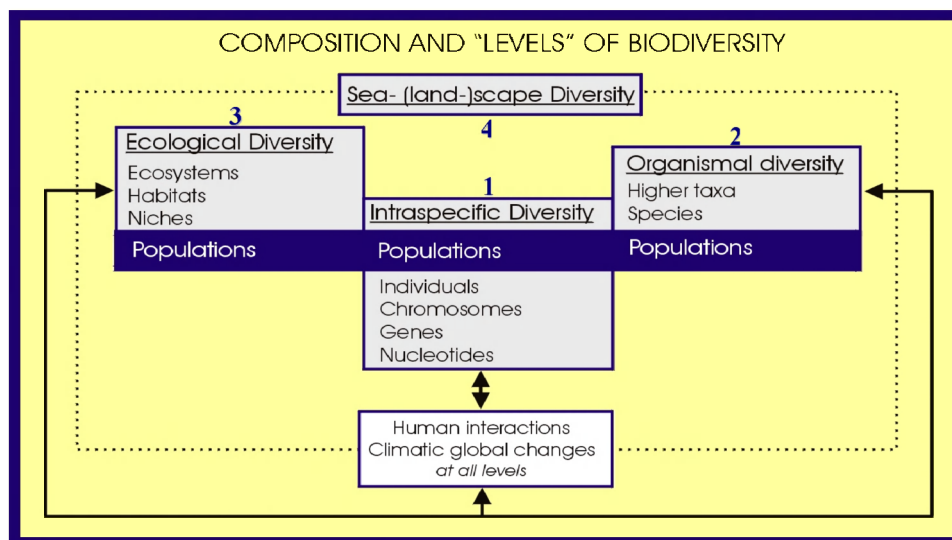 COMPOSITION AND "LEVELS" OF BIODIVERSITY
Sea- (land-)scape Diversity
4
3
Ecological Diversity
Ecosystems
Habitats
Niches
Populations
1
Intraspecific Diversity
Populations
Individuals
Chromosomes
Genes
Nucleotides
2
Organismal diversity
Higher taxa
Species
Populations
Human interactions
Climatic global changes
at all levels